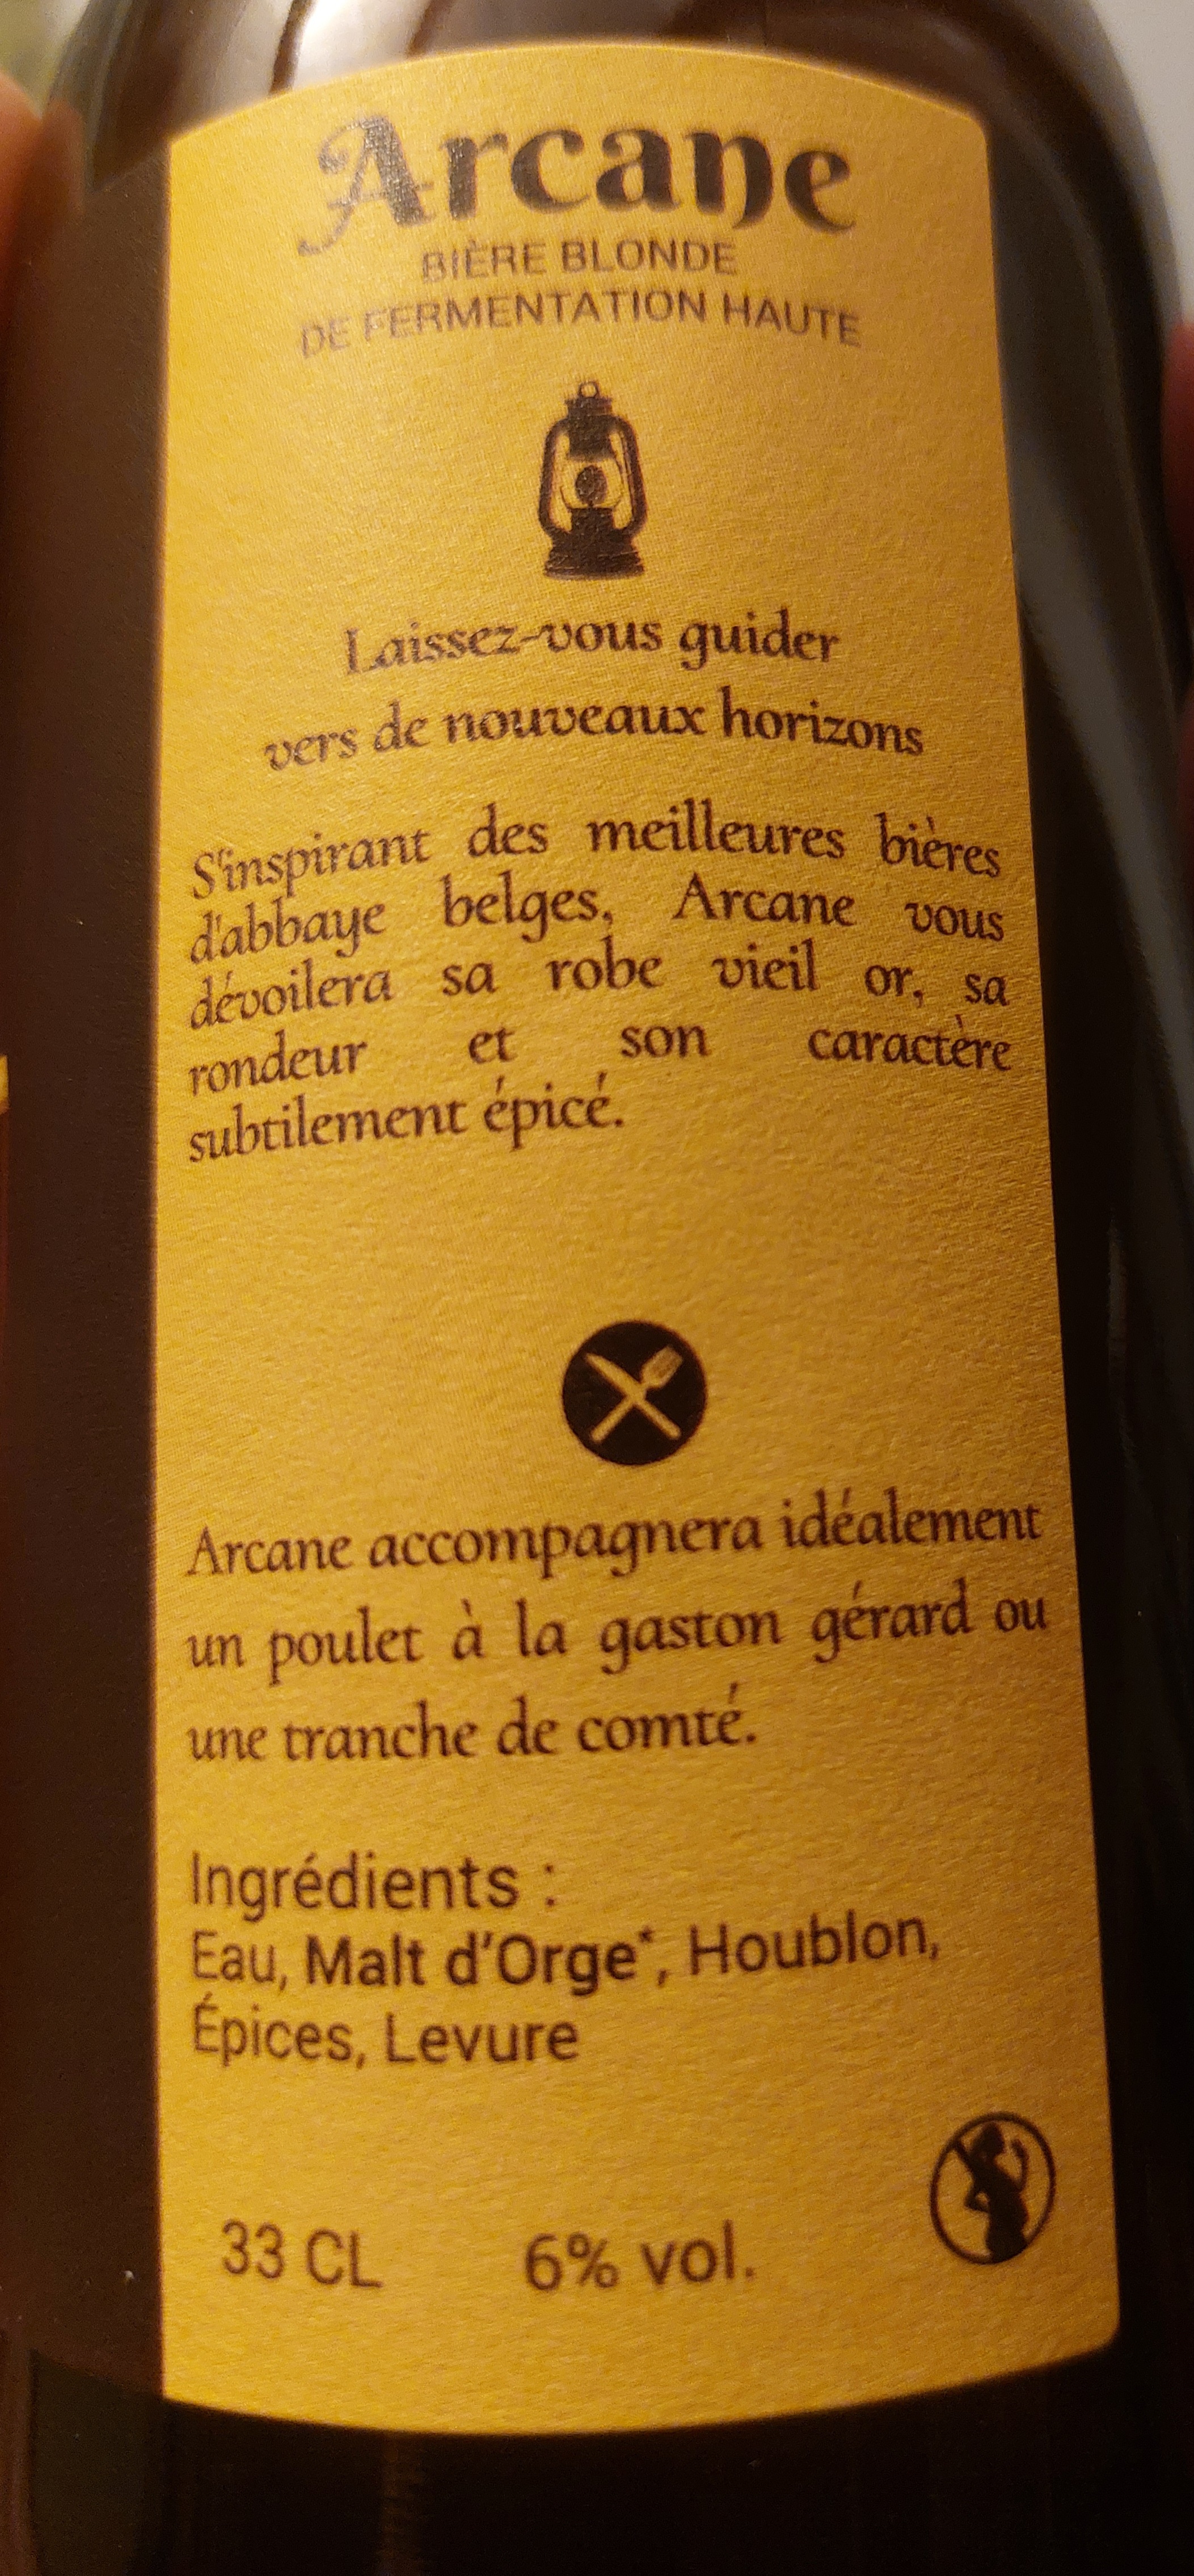 Arcane
BIÈRE BLONDE
DE FERMENTATION HAUTE
Laissez-vous guider
vers de nouveaux horizons
S'inspirant des meilleures bières
d'abbaye belges, Arcane vous
dévoilera sa robe vieil or, sa
rondeur et son caractère
subtilement épicé.
Arcane accompagnera idéalement
un poulet à la gaston gérard ou
une tranche de comté.
Ingrédients :
Eau, Malt d'Orge*, Houblon,
Épices, Levure
33 CL 6% vol.